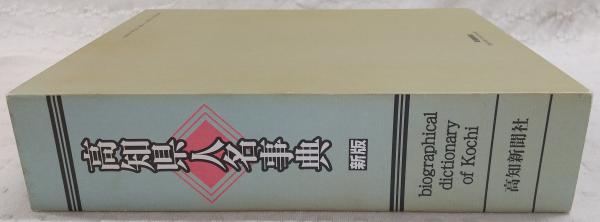 高知県人名事典
新版
biographical
dictionary
of Kochi
高知新聞社